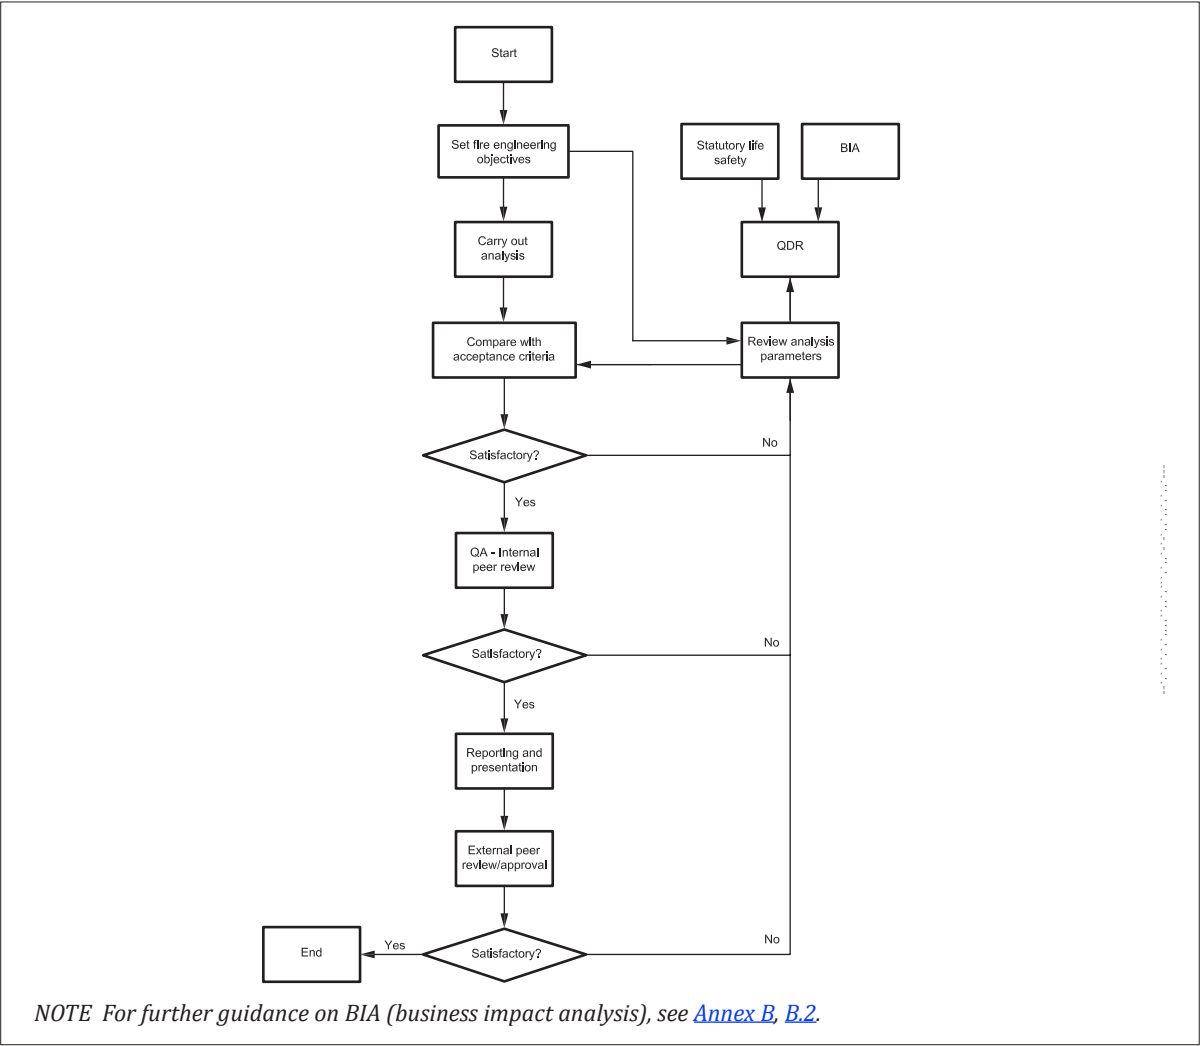 Start
Set fire engineering
objectives
Statutory life
safety
BIA
Carry out
analysis
QDR
Compare with
acceptance criteria
Review analysis
parameters
Satisfactory?
No
Yes
QA - Internal
peer review
Satisfactory?
No
Yes
Reporting and
presentation
External peer
review/approval
Satisfactory?
No
Yes
End
NOTE For further guidance on BIA (business impact analysis), see Annex B, B.2.